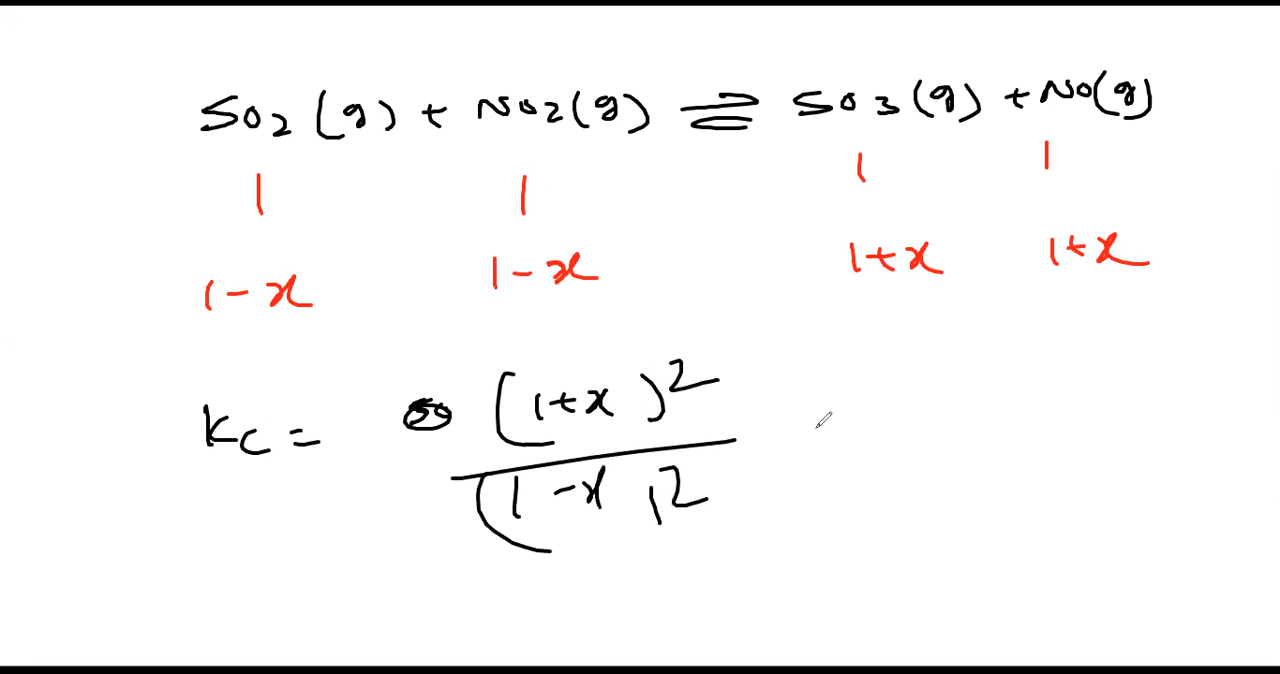 SO2 (g) + NO2 (g) ⇌ SO3 (g) + NO(g)
1 1 1 1
1-x 1-x 1+x 1+x
Kc = (1+x)2
(1-x)2